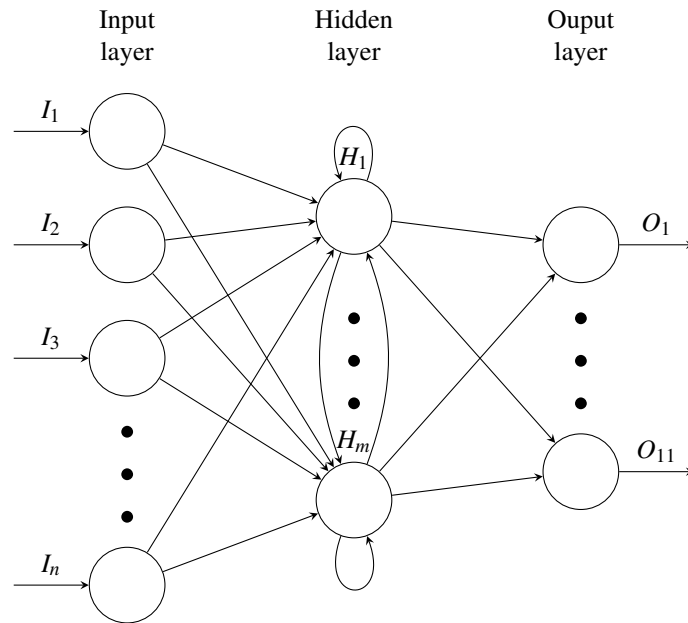 Input
layer
Hidden
layer
Ouput
layer
I1
H1
I2
O1
I3
Hm
O11
In